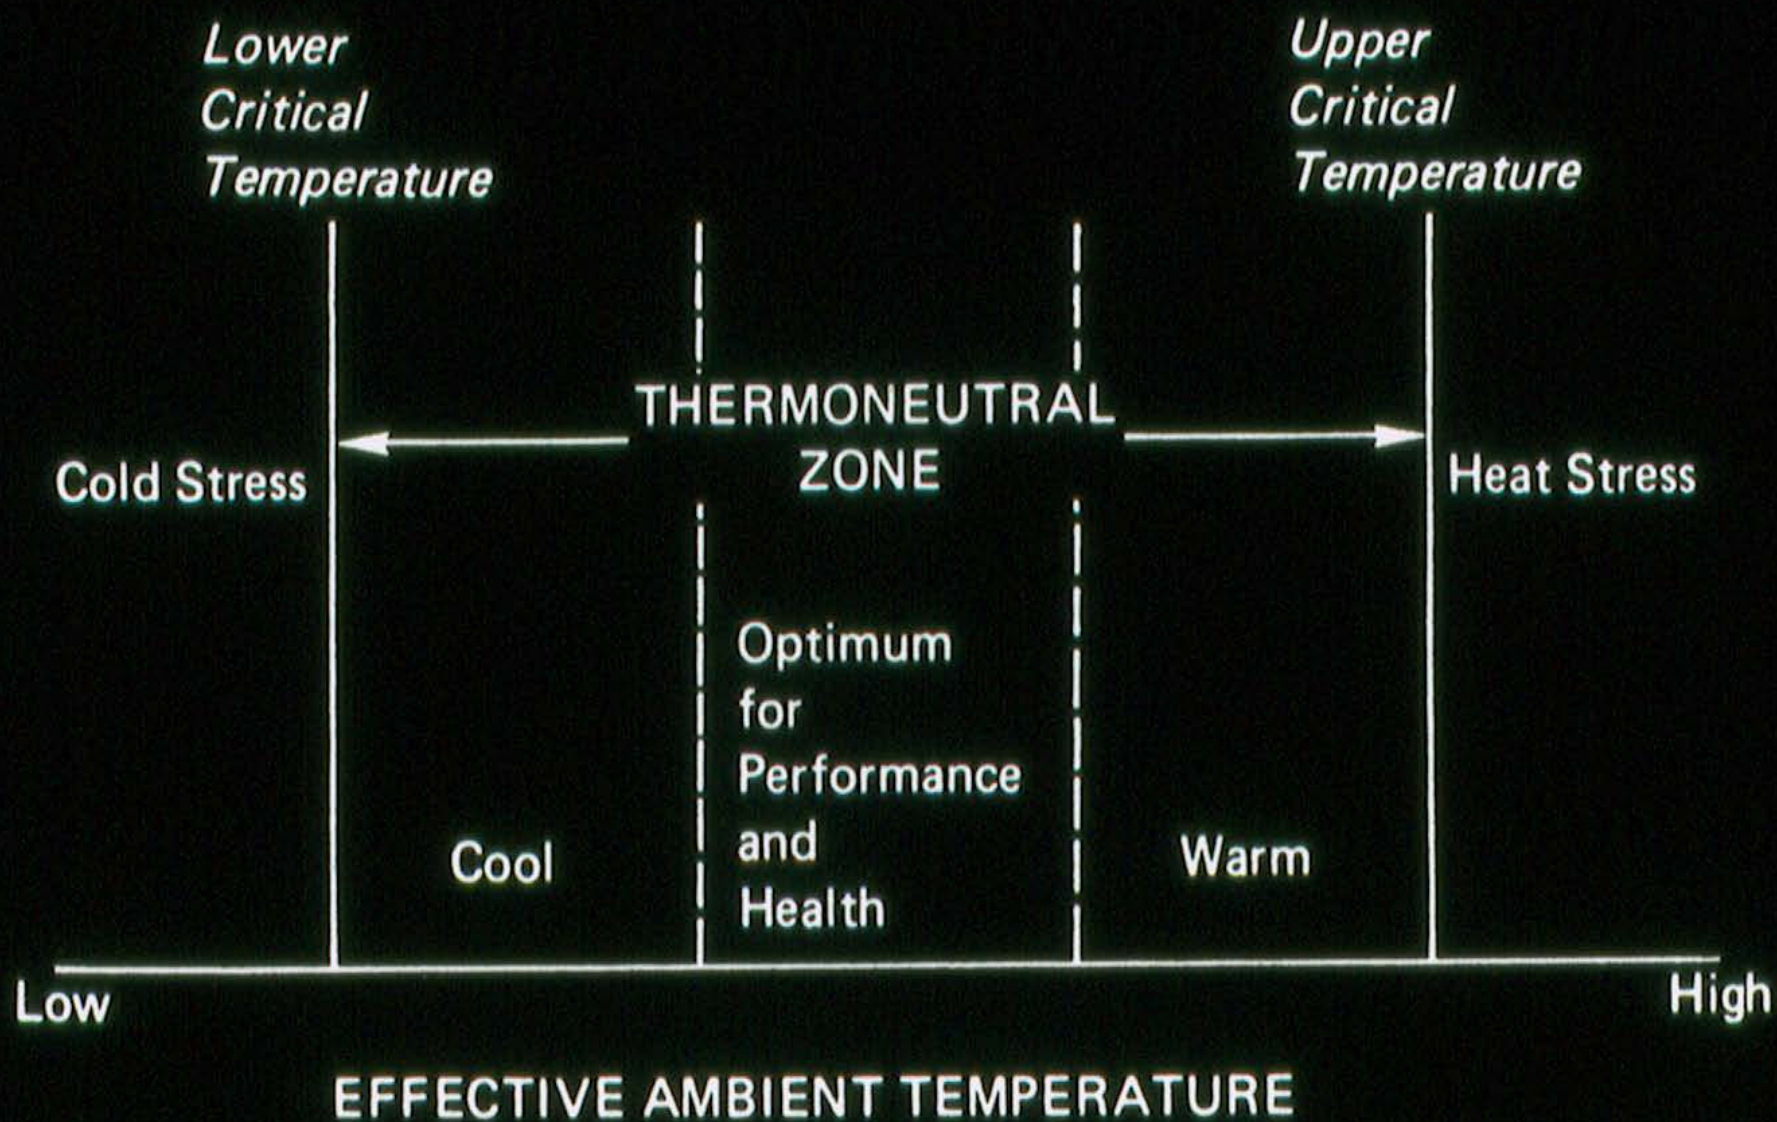 Lower
Critical
Temperature
Upper
Critical
Temperature
THERMONEUTRAL
ZONE
Cold Stress
Heat Stress
Optimum
for
Performance
and
Health
Cool
Warm
Low
High
EFFECTIVE AMBIENT TEMPERATURE